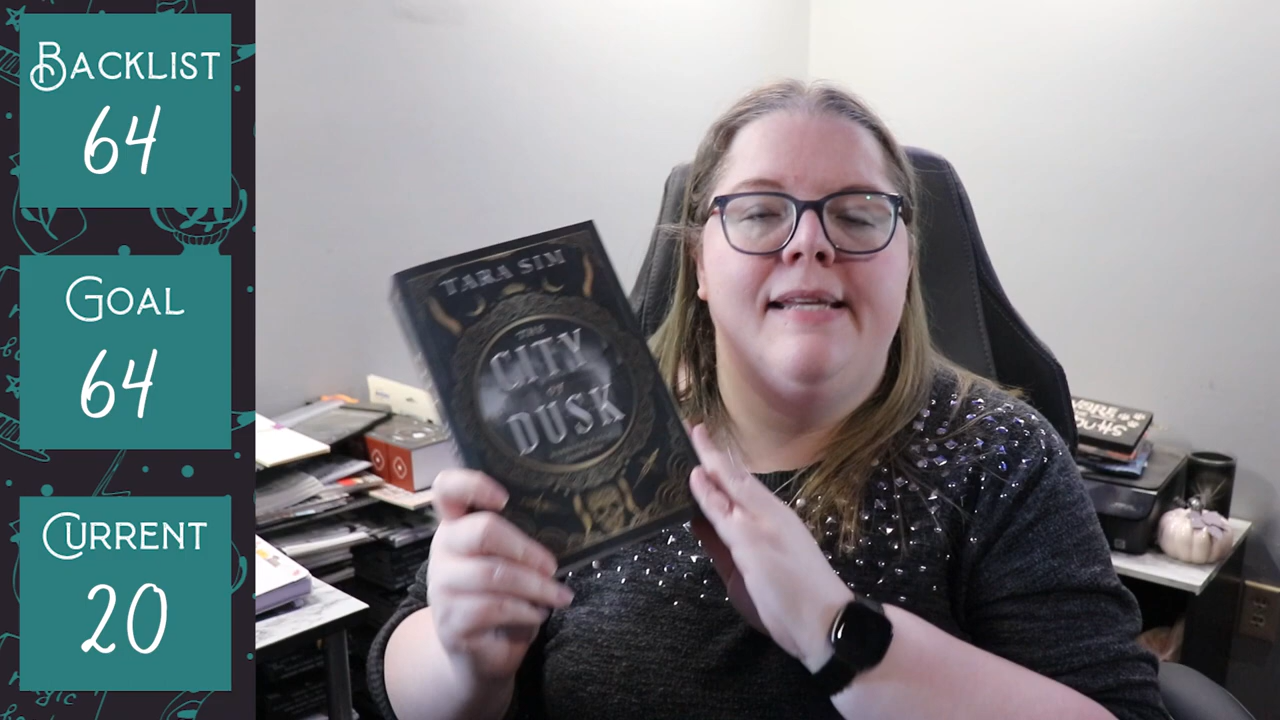 BACKLIST
64
GOAL
64
CURRENT
20
TARA SIM
THE
CITY
OF
DUSK